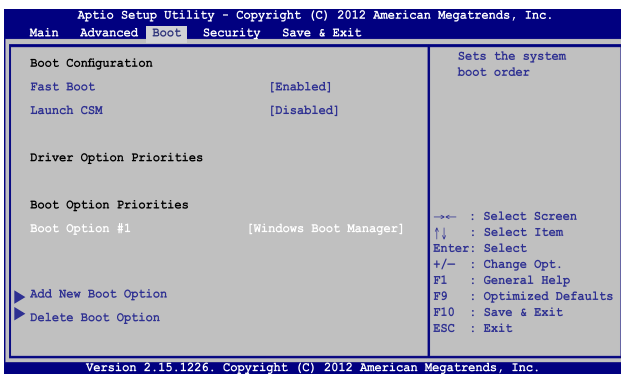 Aptio Setup Utility - Copyright (C) 2012 American Megatrends, Inc.
Main Advanced Boot Security Save & Exit
Boot Configuration
Fast Boot [Enabled]
Launch CSM [Disabled]
Driver Option Priorities
Boot Option Priorities
Boot Option #1 [Windows Boot Manager]
Add New Boot Option
Delete Boot Option
Sets the system
boot order
→← : Select Screen
↑↓ : Select Item
Enter: Select
+/— : Change Opt.
F1 : General Help
F9 : Optimized Defaults
F10 : Save & Exit
ESC : Exit
Version 2.15.1226. Copyright (C) 2012 American Megatrends, Inc.